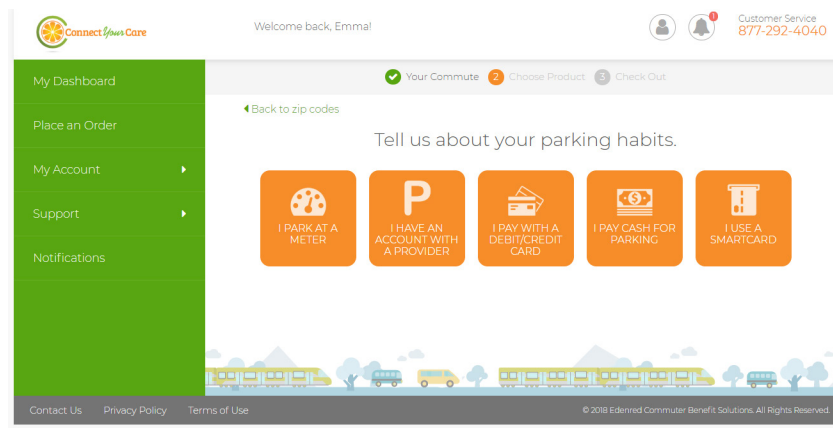 Connect Your Care
Welcome back, Emma!
1
Customer Service
877-292-4040
My Dashboard
Place an Order
My Account
Support
Notifications
Your Commute 2 Choose Product 3 Check Out
Back to zip codes
Tell us about your parking habits.
I PARK AT A
METER
P
I HAVE AN
ACCOUNT WITH
A PROVIDER
I PAY WITH A
DEBIT/CREDIT
CARD
$
I PAY CASH FOR
PARKING
I USE A
SMARTCARD
Contact Us Privacy Policy Terms of Use
© 2018 Edenred Commuter Benefit Solutions. All Rights Reserved.